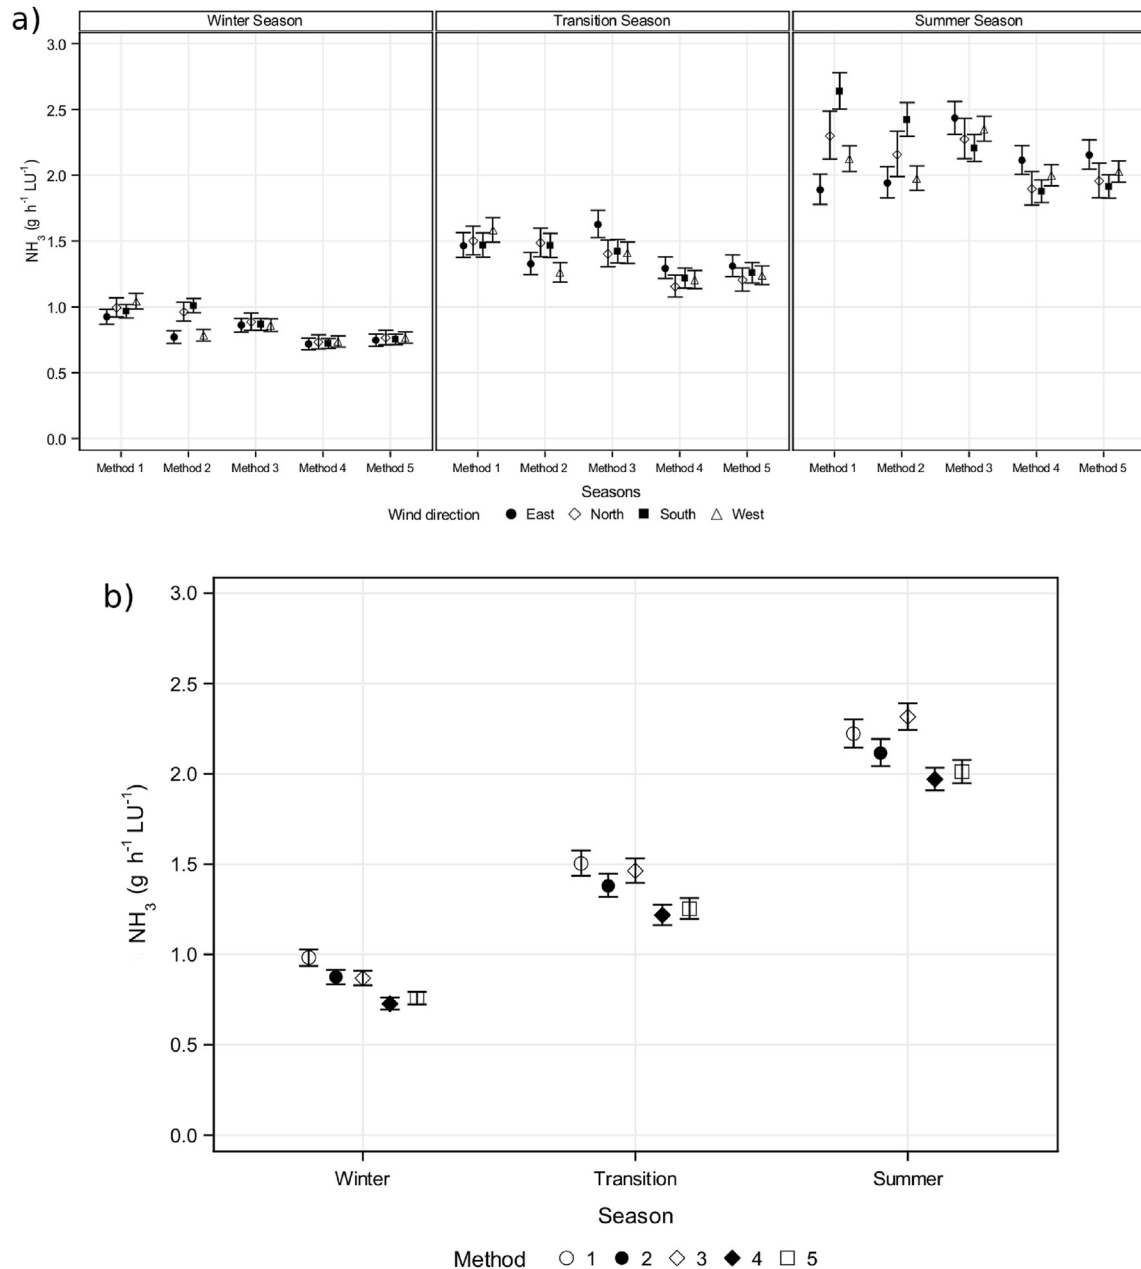 a)
Winter Season Transition Season Summer Season
3.0
2.5
2.0
1.5
1.0
0.5
0.0
NH3 (g h-1 LU-1)
Method 1 Method 2 Method 3 Method 4 Method 5 Method 1 Method 2 Method 3 Method 4 Method 5 Method 1 Method 2 Method 3 Method 4 Method 5
Seasons
Wind direction East North South West
b)
3.0
2.5
2.0
1.5
1.0
0.5
0.0
NH3 (g h-1 LU-1)
Winter Transition Summer
Season
Method 1 2 3 4 5